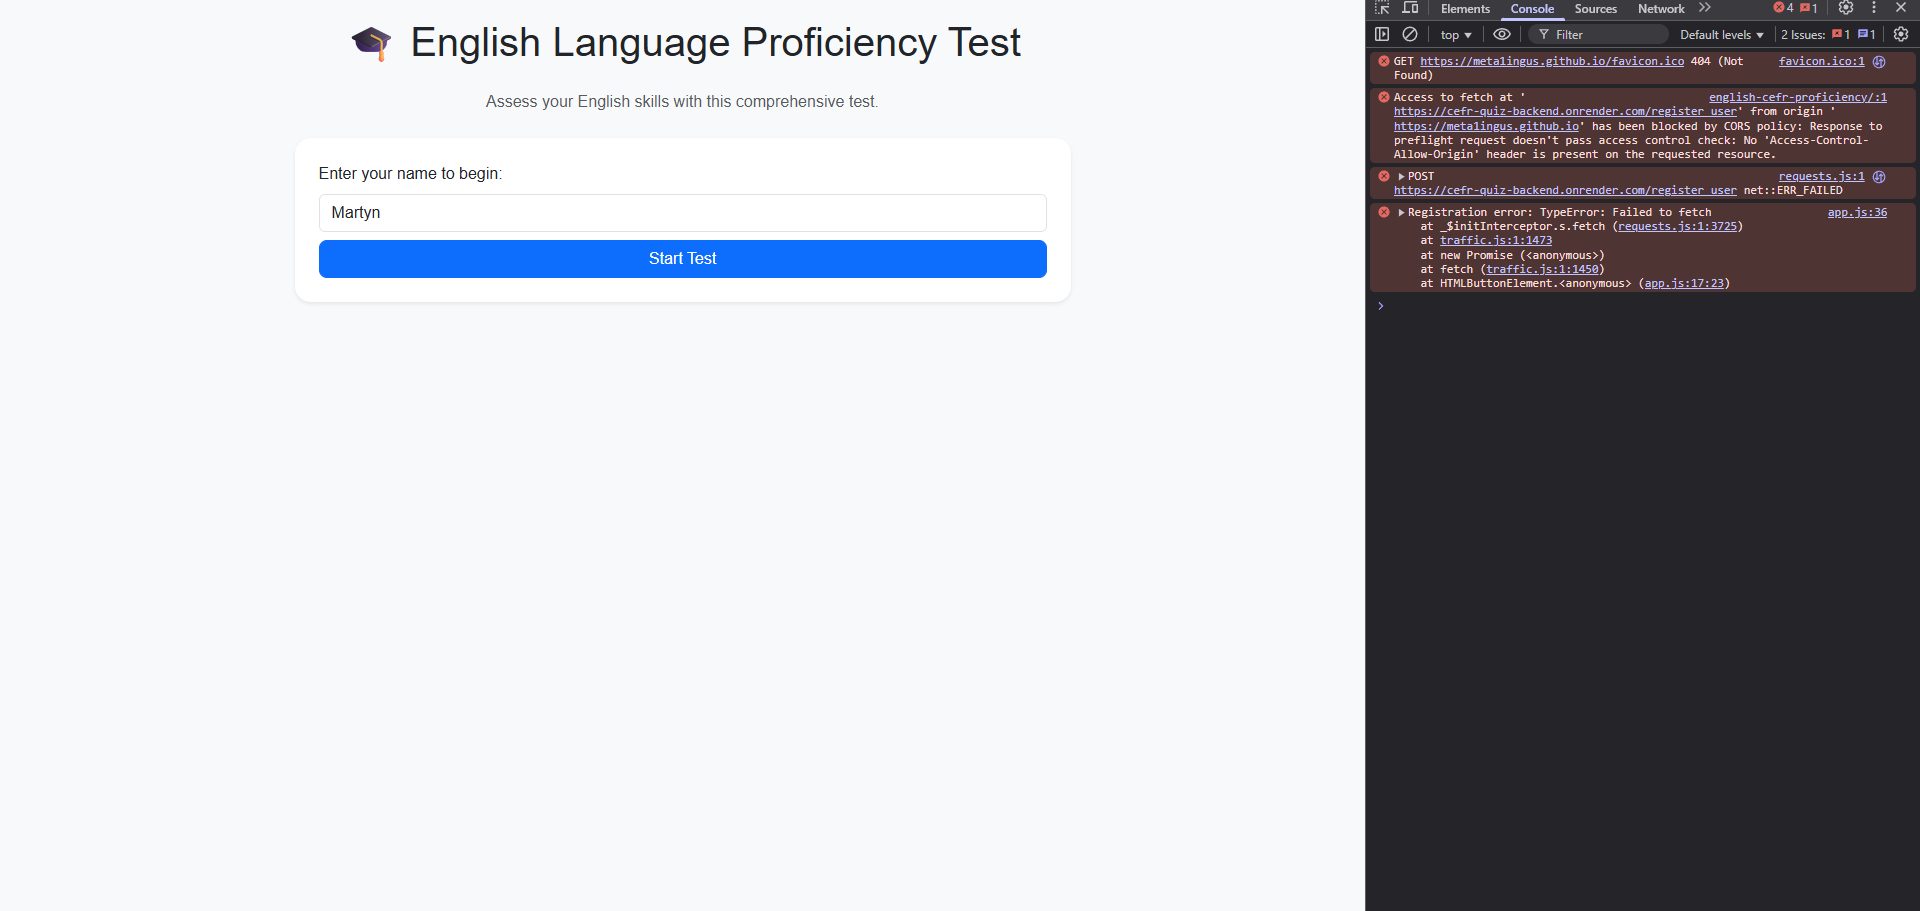 English Language Proficiency Test
Assess your English skills with this comprehensive test.
Enter your name to begin:
Martyn
Start Test
Elements Console Sources Network 4 1
top Filter Default levels 2 Issues: 1 1
GET https://meta1ingus.github.io/favicon.ico 404 (Not favicon.ico:1
Found)
Access to fetch at ' english-cefr-proficiency/:1
https://cefr-quiz-backend.onrender.com/register_user' from origin '
https://meta1ingus.github.io' has been blocked by CORS policy: Response to
preflight request doesn't pass access control check: No 'Access-Control-
Allow-Origin' header is present on the requested resource.
POST requests.js:1
https://cefr-quiz-backend.onrender.com/register_user net::ERR_FAILED
Registration error: TypeError: Failed to fetch app.js:36
at _$initInterceptor.s.fetch (requests.js:1:3725)
at traffic.js:1:1473
at new Promise (<anonymous>)
at fetch (traffic.js:1:1450)
at HTMLButtonElement.<anonymous> (app.js:17:23)